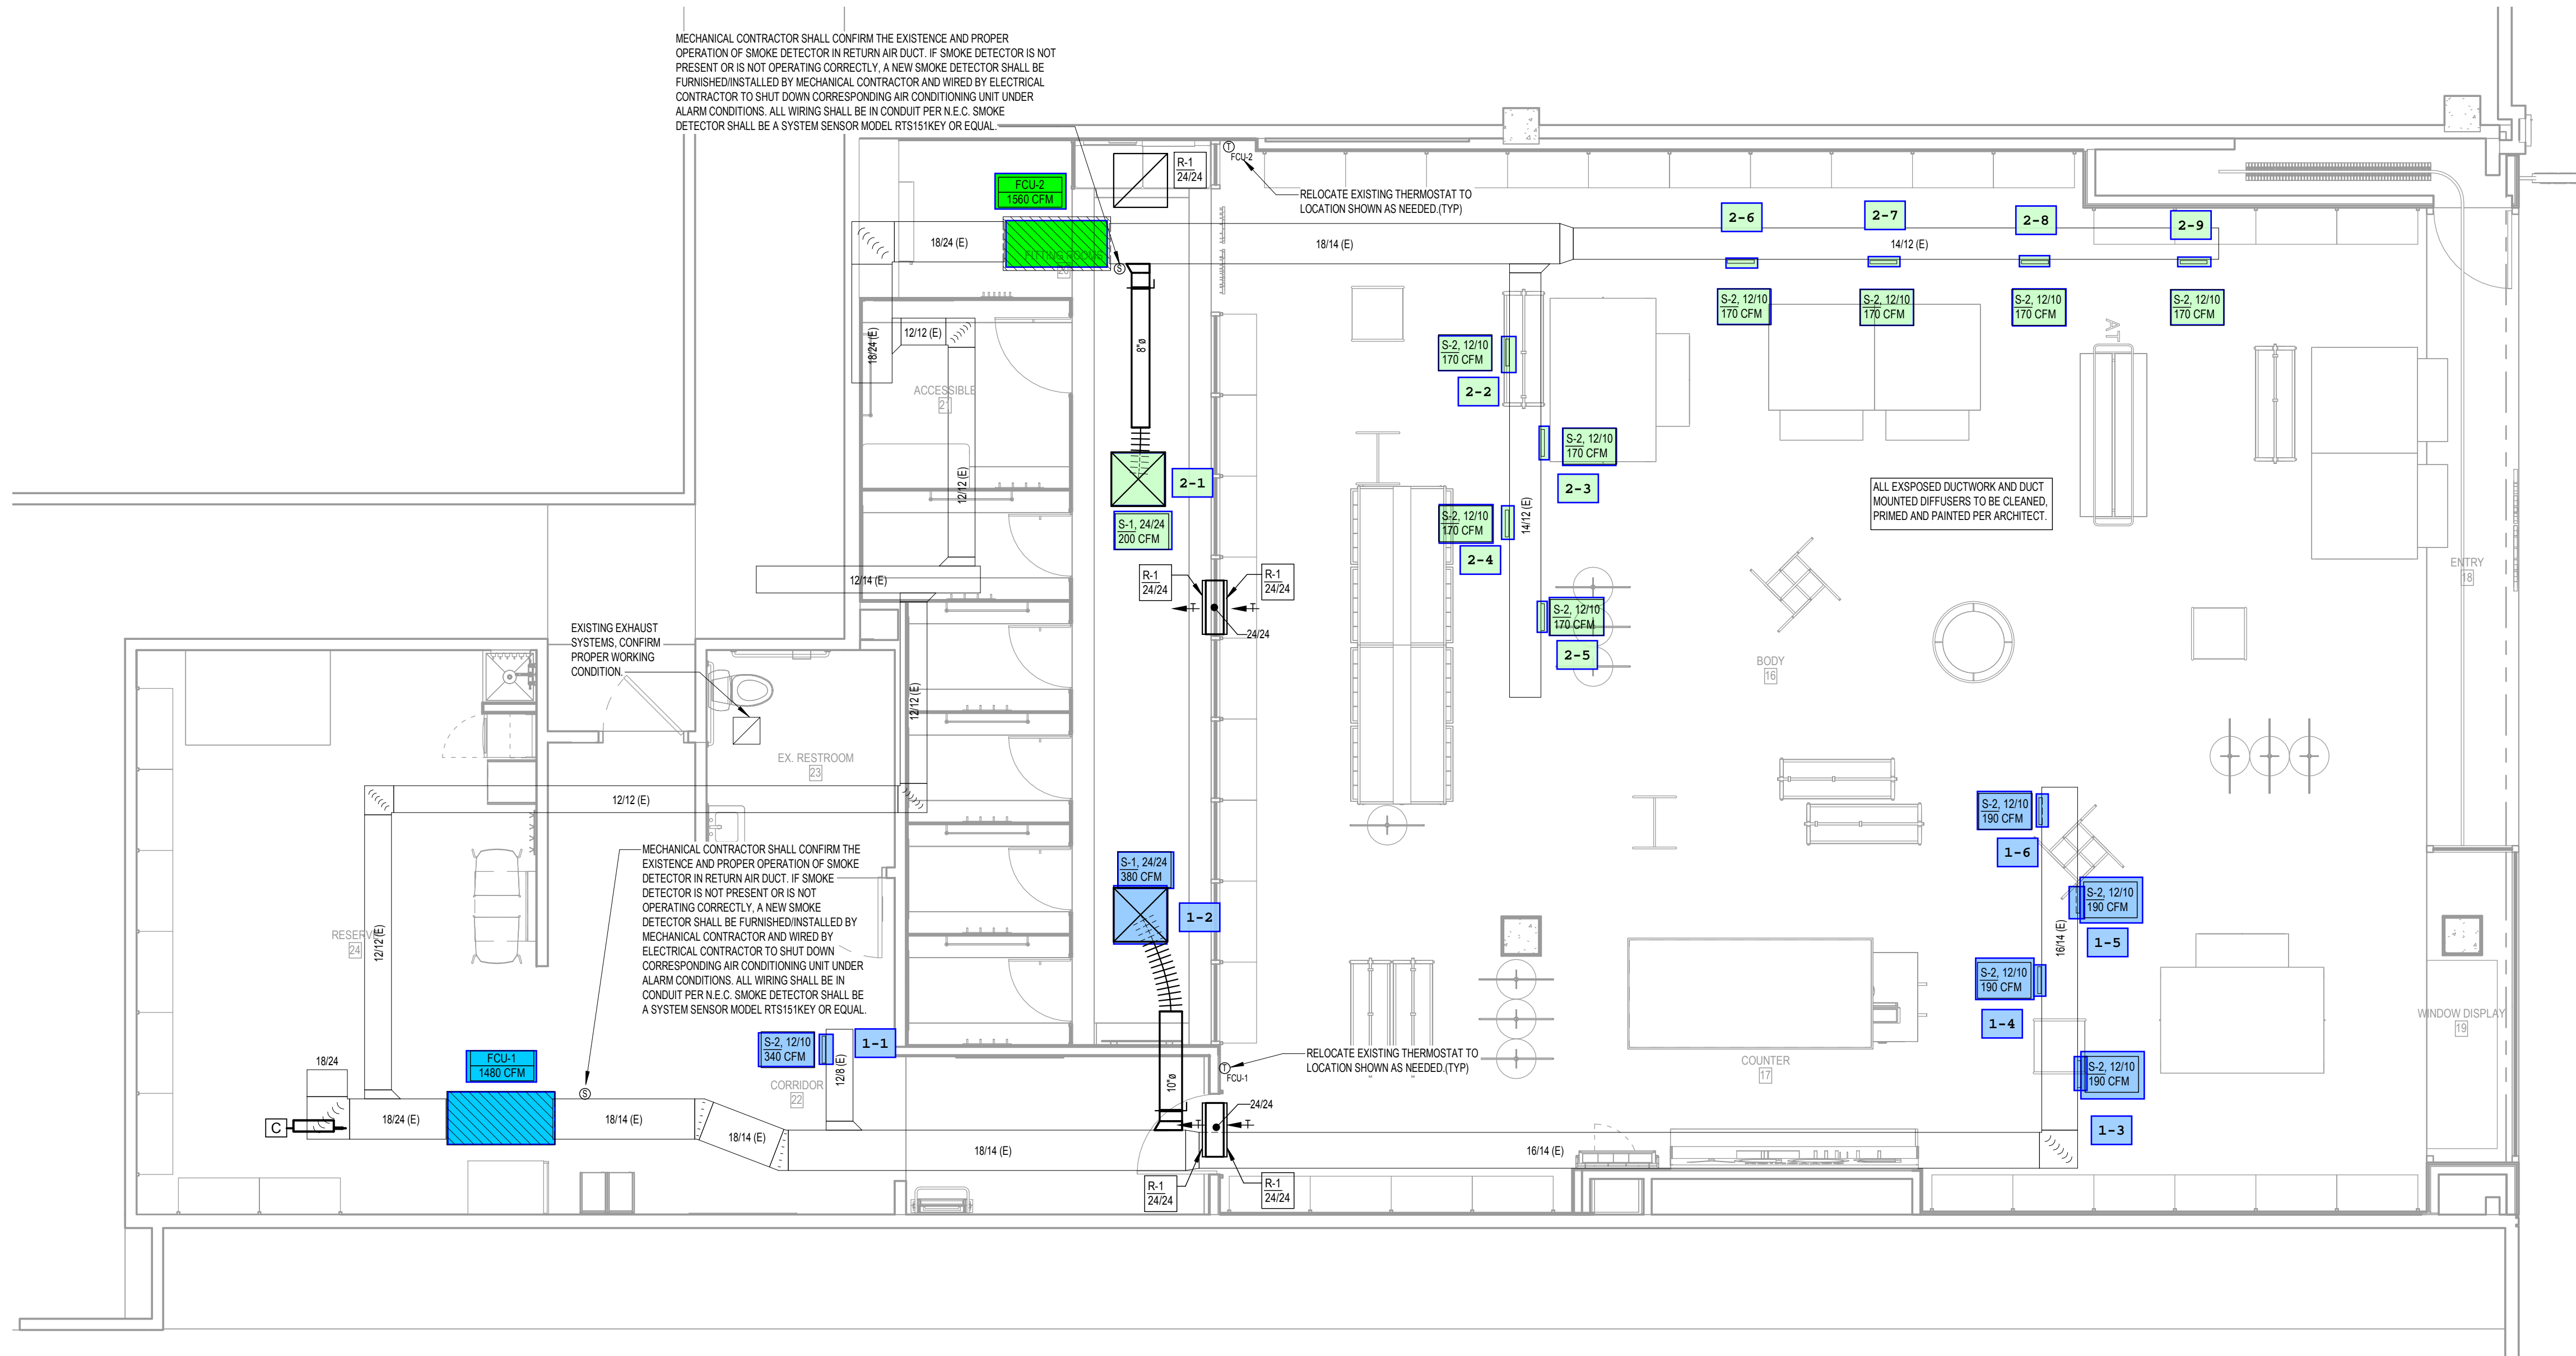 MECHANICAL CONTRACTOR SHALL CONFIRM THE EXISTENCE AND PROPER
OPERATION OF SMOKE DETECTOR IN RETURN AIR DUCT. IF SMOKE DETECTOR IS NOT
PRESENT OR IS NOT OPERATING CORRECTLY, A NEW SMOKE DETECTOR SHALL BE
FURNISHED/INSTALLED BY MECHANICAL CONTRACTOR AND WIRED BY ELECTRICAL
CONTRACTOR TO SHUT DOWN CORRESPONDING AIR CONDITIONING UNIT UNDER
ALARM CONDITIONS. ALL WIRING SHALL BE IN CONDUIT PER N.E.C. SMOKE
DETECTOR SHALL BE A SYSTEM SENSOR MODEL RTS151KEY OR EQUAL.
R-1
24/24
T
FCU-2
RELOCATE EXISTING THERMOSTAT TO
LOCATION SHOWN AS NEEDED.(TYP)
FCU-2
1560 CFM
18/24 (E)
FITTING ROOMS
S
18/14 (E)
14/12 (E)
2-6
2-7
2-8
2-9
S-2, 12/10
170 CFM
S-2, 12/10
170 CFM
S-2, 12/10
170 CFM
S-2, 12/10
170 CFM
18/24 (E)
12/12 (E)
8"ø
ACCESSIBLE
21
12/12 (E)
S-2, 12/10
170 CFM
2-2
S-2, 12/10
170 CFM
2-3
S-2, 12/10
170 CFM
2-4
14/12 (E)
S-2, 12/10
170 CFM
2-5
2-1
S-1, 24/24
200 CFM
ALL EXSPOSED DUCTWORK AND DUCT
MOUNTED DIFFUSERS TO BE CLEANED,
PRIMED AND PAINTED PER ARCHITECT.
AT
ENTRY
18
12/14 (E)
R-1
24/24
R-1
24/24
T
T
24/24
BODY
16
EXISTING EXHAUST
SYSTEMS, CONFIRM
PROPER WORKING
CONDITION.
EX. RESTROOM
23
12/12 (E)
12/12 (E)
12/12 (E)
RESERVE
24
MECHANICAL CONTRACTOR SHALL CONFIRM THE
EXISTENCE AND PROPER OPERATION OF SMOKE
DETECTOR IN RETURN AIR DUCT. IF SMOKE
DETECTOR IS NOT PRESENT OR IS NOT
OPERATING CORRECTLY, A NEW SMOKE
DETECTOR SHALL BE FURNISHED/INSTALLED BY
MECHANICAL CONTRACTOR AND WIRED BY
ELECTRICAL CONTRACTOR TO SHUT DOWN
CORRESPONDING AIR CONDITIONING UNIT UNDER
ALARM CONDITIONS. ALL WIRING SHALL BE IN
CONDUIT PER N.E.C. SMOKE DETECTOR SHALL BE
A SYSTEM SENSOR MODEL RTS151KEY OR EQUAL.
S-1, 24/24
380 CFM
1-2
S-2, 12/10
190 CFM
1-6
S-2, 12/10
190 CFM
1-5
S-2, 12/10
190 CFM
1-4
16/14 (E)
S-2, 12/10
190 CFM
1-3
WINDOW DISPLAY
19
COUNTER
17
S-2, 12/10
340 CFM
1-1
12/8 (E)
CORRIDOR
22
10"ø
RELOCATE EXISTING THERMOSTAT TO
LOCATION SHOWN AS NEEDED.(TYP)
T
FCU-1
24/24
T
T
R-1
24/24
R-1
24/24
FCU-1
1480 CFM
S
18/24
C
18/24 (E)
18/14 (E)
18/14 (E)
18/14 (E)
16/14 (E)